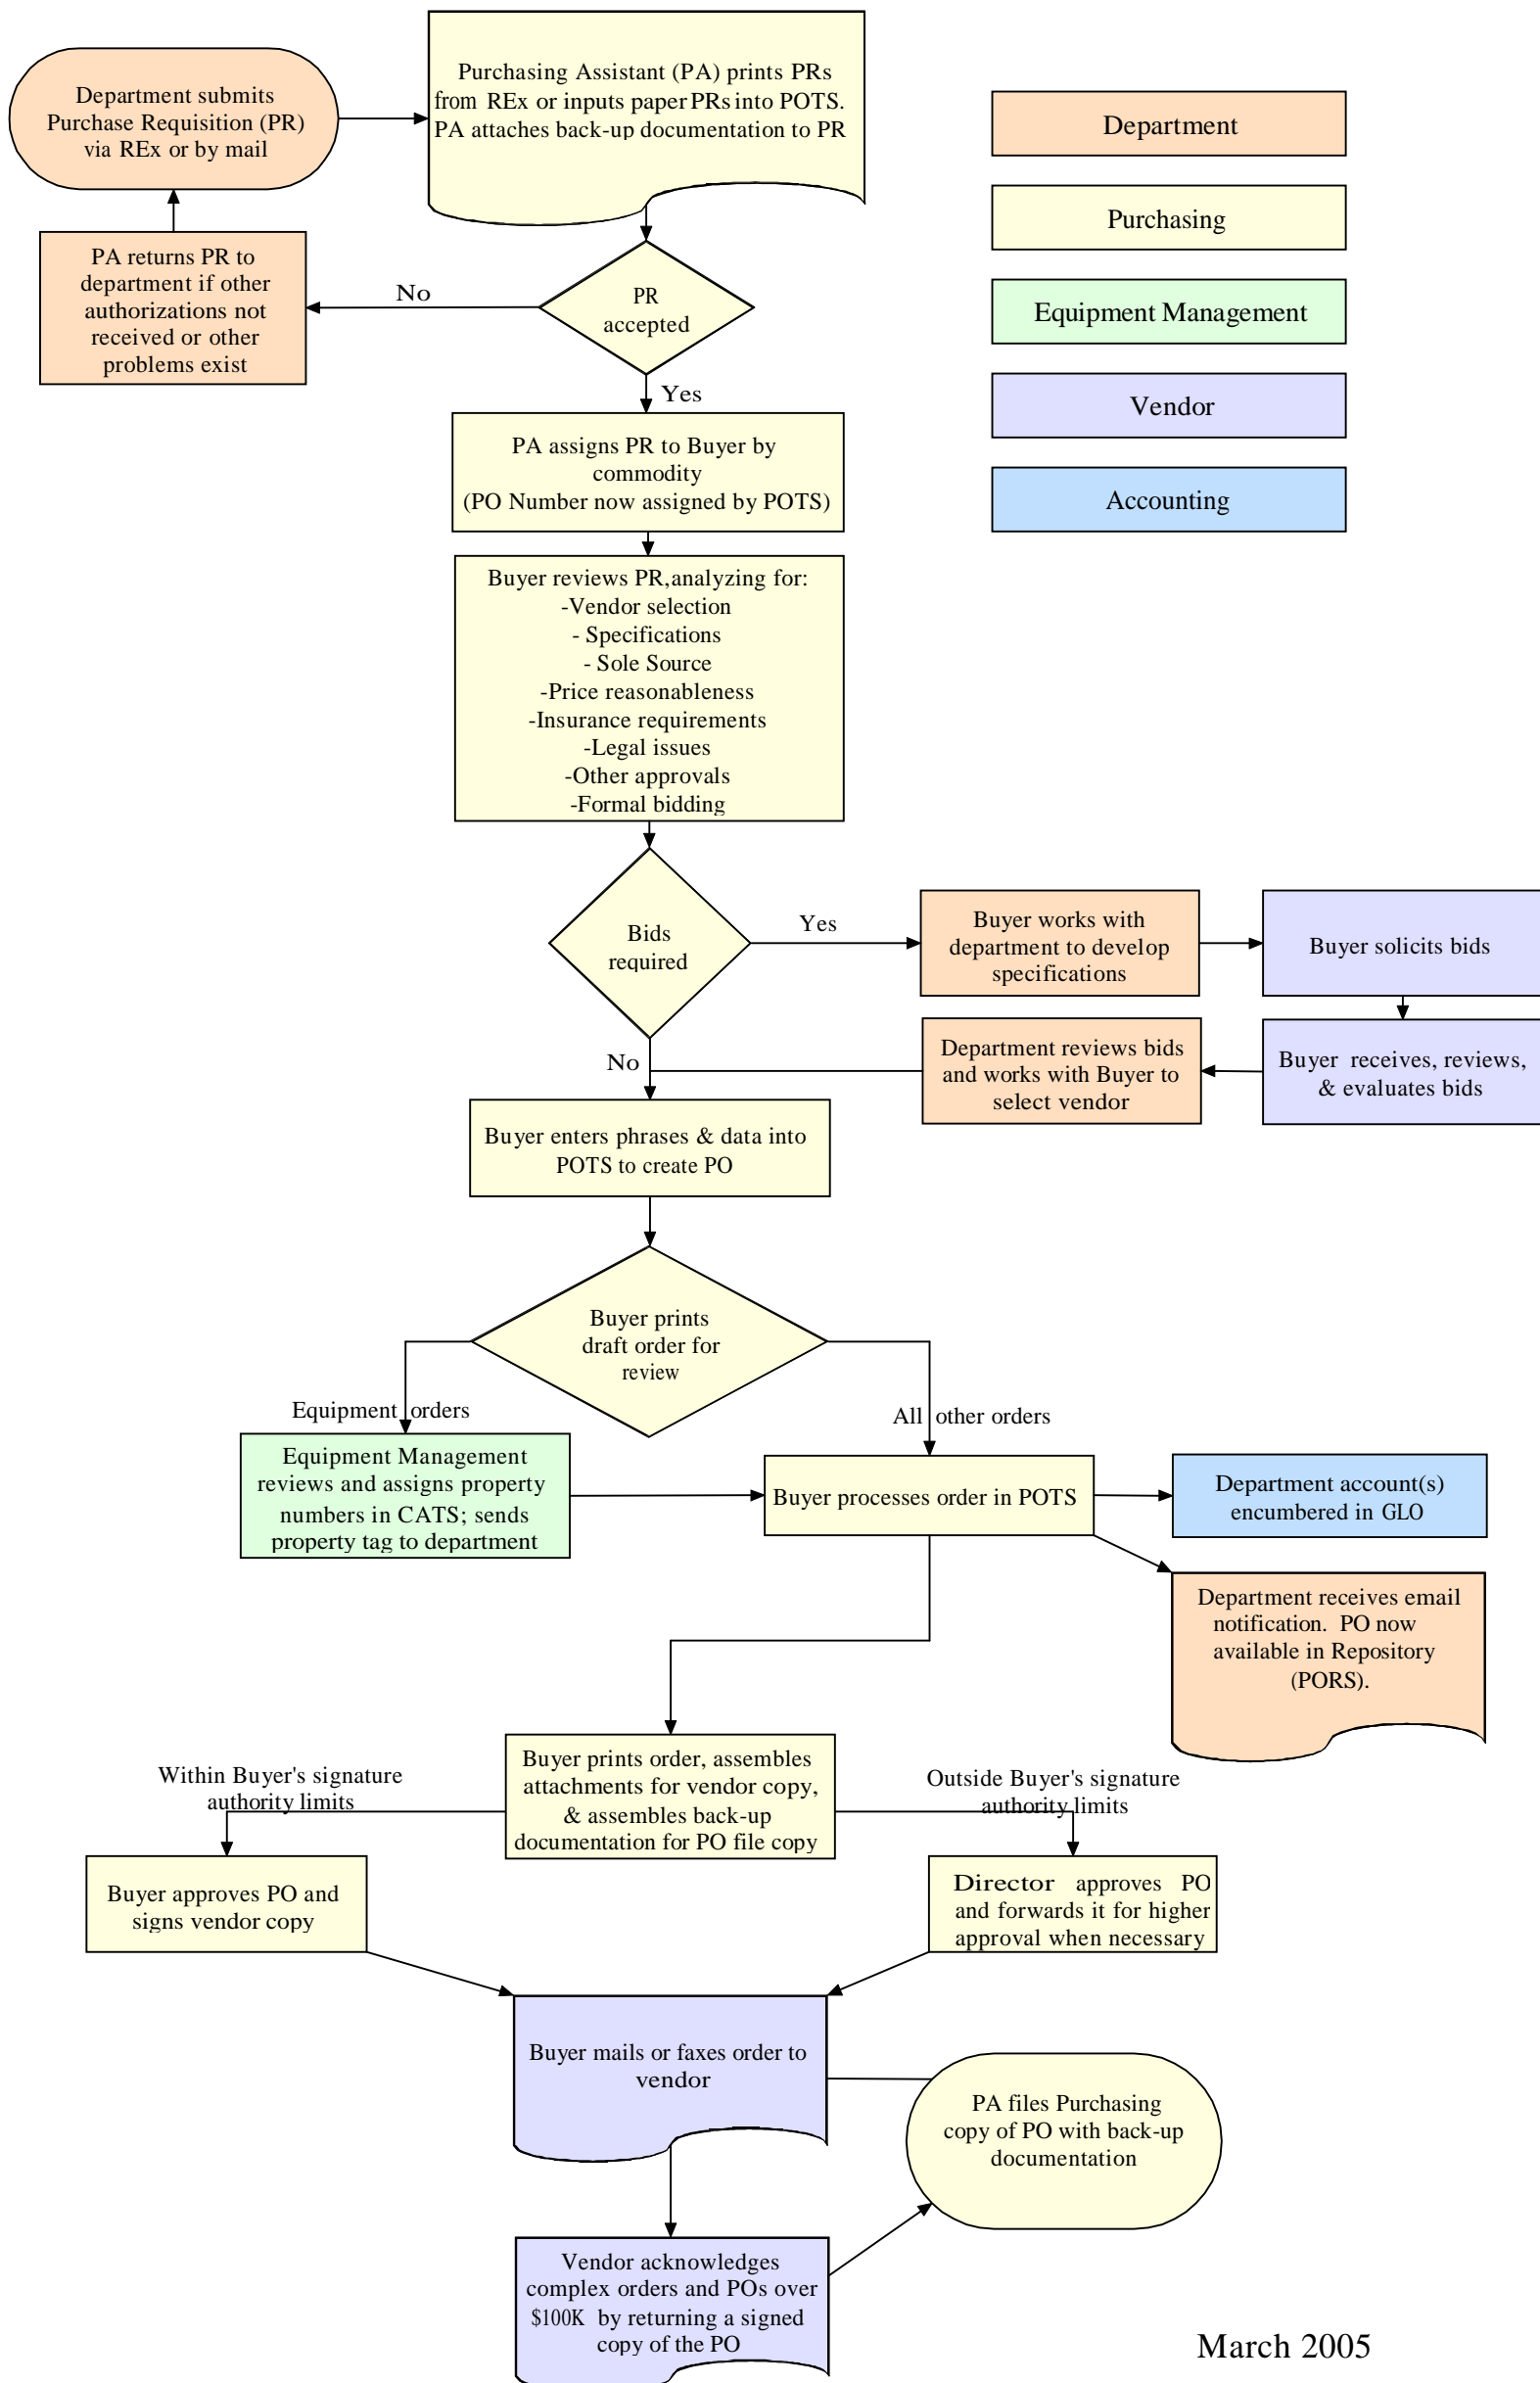 Department submits
Purchase Requisition (PR)
via REx or by mail
Purchasing Assistant (PA) prints PRs
from REx or inputs paper PRs into POTS.
PA attaches back-up documentation to PR
Department
Purchasing
Equipment Management
Vendor
Accounting
PA returns PR to
department if other
authorizations not
received or other
problems exist
No
PR
accepted
Yes
PA assigns PR to Buyer by
commodity
(PO Number now assigned by POTS)
Buyer reviews PR,analyzing for:
-Vendor selection
- Specifications
- Sole Source
-Price reasonableness
-Insurance requirements
-Legal issues
-Other approvals
-Formal bidding
Bids
required
Yes
Buyer works with
department to develop
specifications
Buyer solicits bids
No
Department reviews bids
and works with Buyer to
select vendor
Buyer receives, reviews,
& evaluates bids
Buyer enters phrases & data into
POTS to create PO
Buyer prints
draft order for
review
Equipment orders
All other orders
Equipment Management
reviews and assigns property
numbers in CATS; sends
property tag to department
Buyer processes order in POTS
Department account(s)
encumbered in GLO
Department receives email
notification. PO now
available in Repository
(PORS).
Buyer prints order, assembles
attachments for vendor copy,
& assembles back-up
documentation for PO file copy
Within Buyer's signature
authority limits
Outside Buyer's signature
authority limits
Buyer approves PO and
signs vendor copy
Director approves PO
and forwards it for higher
approval when necessary
Buyer mails or faxes order to
vendor
PA files Purchasing
copy of PO with back-up
documentation
Vendor acknowledges
complex orders and POs over
$100K by returning a signed
copy of the PO
March 2005